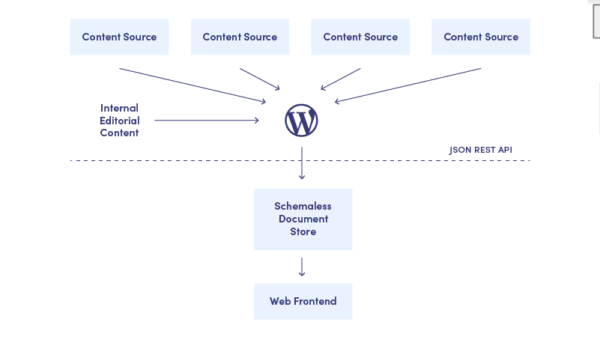 Content Source
Content Source
Content Source
Content Source
Internal
Editorial
Content
JSON REST API
Schemaless
Document
Store
Web Frontend